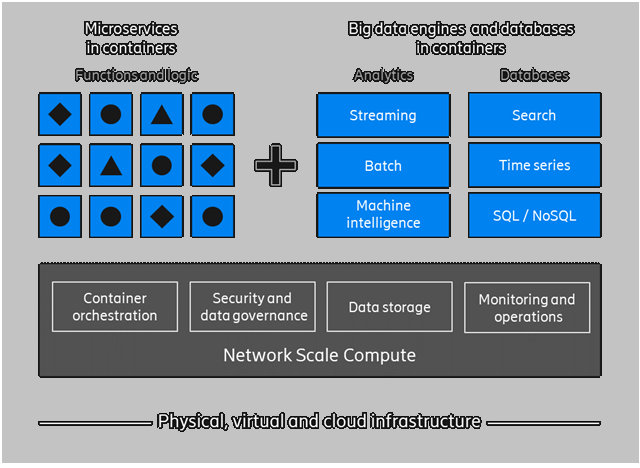 Microservices
in containers
Functions and logic
Big data engines and databases
in containers
Analytics
Databases
Streaming
Search
Batch
Time series
Machine
intelligence
SQL / NoSQL
Container
orchestration
Security and
data governance
Data storage
Monitoring and
operations
Network Scale Compute
Physical, virtual and cloud infrastructure